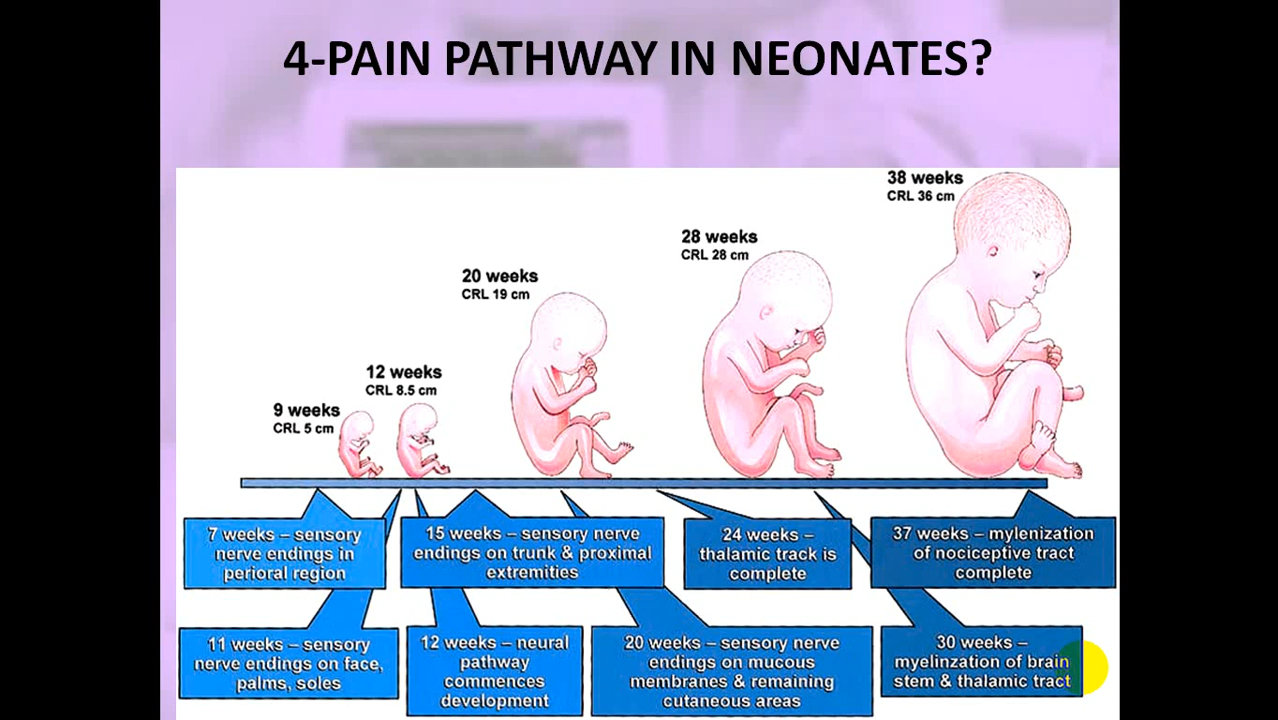 4-PAIN PATHWAY IN NEONATES?
38 weeks
CRL 36 cm
28 weeks
CRL 28 cm
20 weeks
CRL 19 cm
12 weeks
CRL 8.5 cm
9 weeks
CRL 5 cm
7 weeks – sensory
nerve endings in
perioral region
15 weeks – sensory nerve
endings on trunk & proximal
extremities
24 weeks –
thalamic track is
complete
37 weeks – mylenization
of nociceptive tract
complete
11 weeks – sensory
nerve endings on face,
palms, soles
12 weeks – neural
pathway
commences
development
20 weeks – sensory nerve
endings on mucous
membranes & remaining
cutaneous areas
30 weeks –
myelinzation of brain
stem & thalamic tract